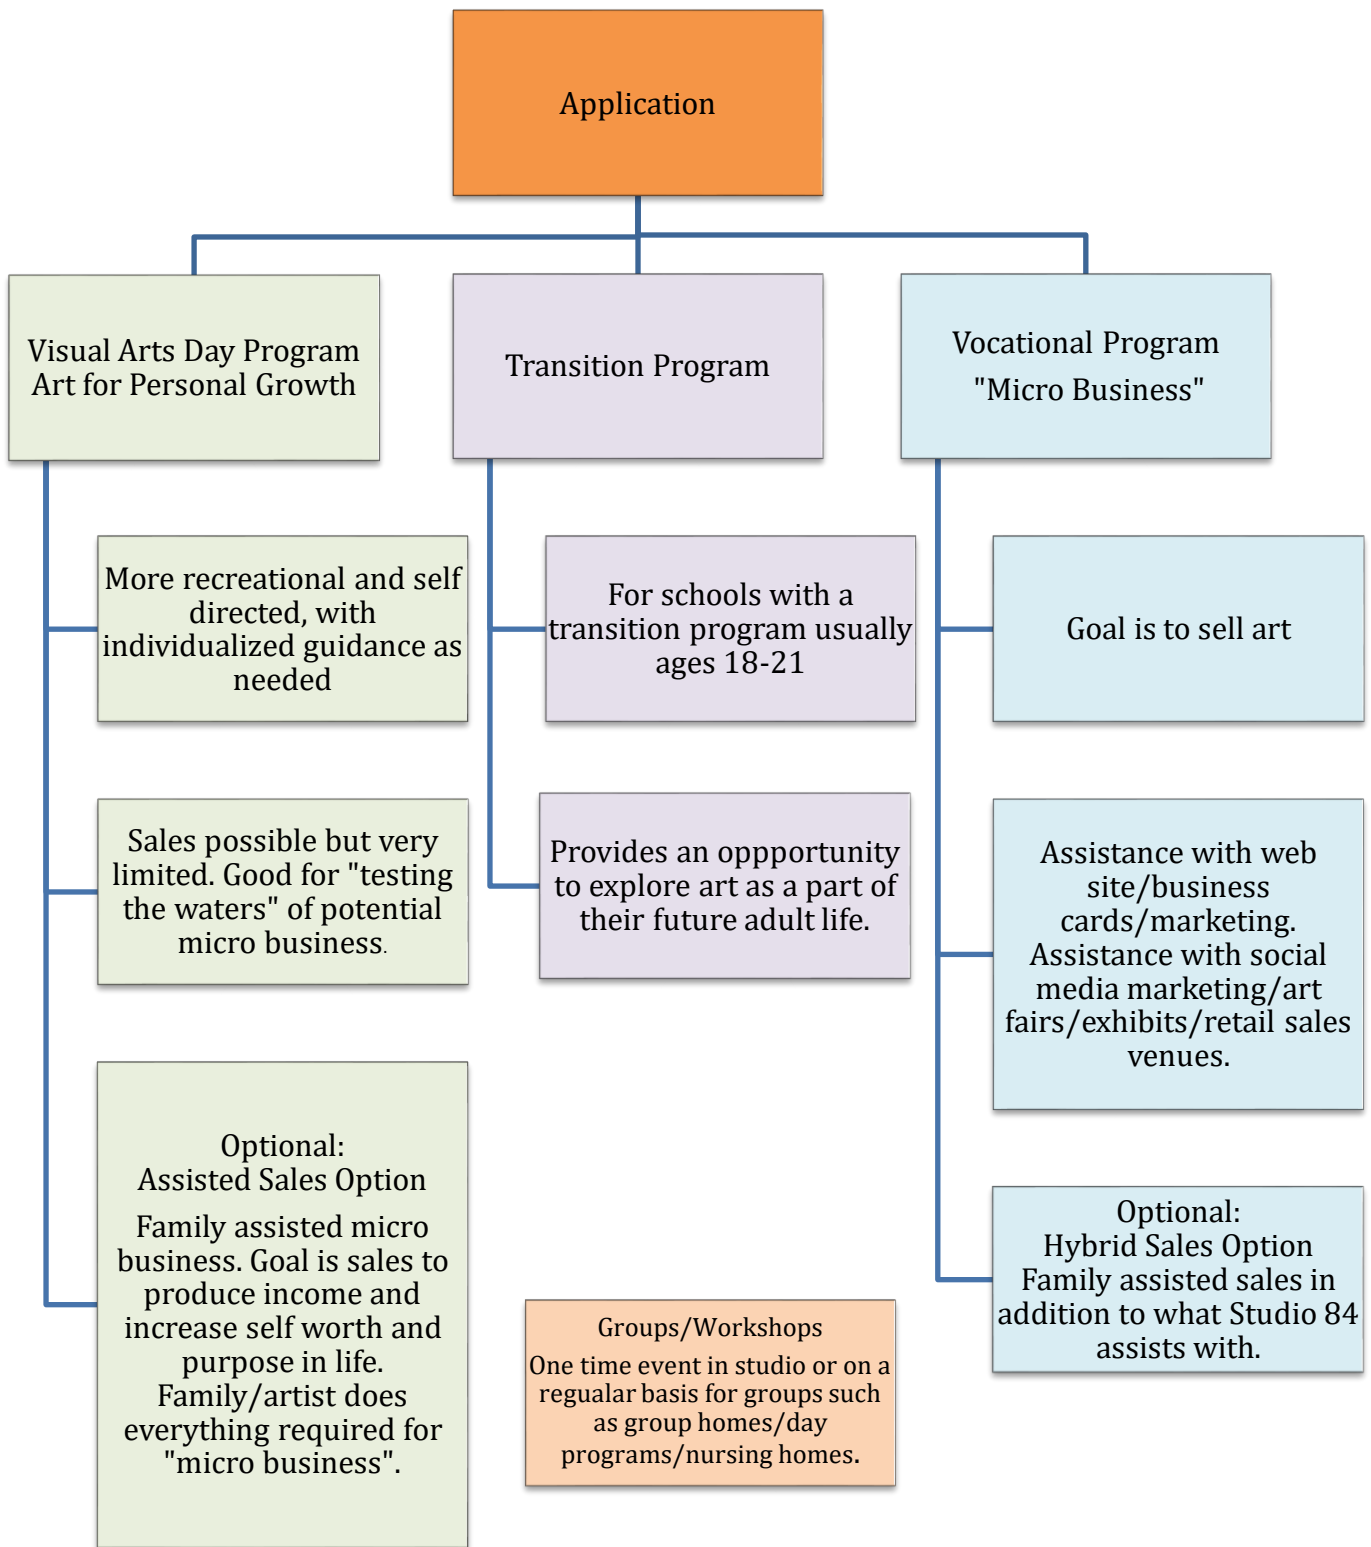 Application
Visual Arts Day Program
Art for Personal Growth
More recreational and self
directed, with
individualized guidance as
needed
Sales possible but very
limited. Good for "testing
the waters" of potential
micro business.
Optional:
Assisted Sales Option
Family assisted micro
business. Goal is sales to
produce income and
increase self worth and
purpose in life.
Family/artist does
everything required for
"micro business".
Transition Program
For schools with a
transition program usually
ages 18-21
Provides an oppportunity
to explore art as a part of
their future adult life.
Vocational Program
"Micro Business"
Goal is to sell art
Assistance with web
site/business
cards/marketing.
Assistance with social
media marketing/art
fairs/exhibits/retail sales
venues.
Optional:
Hybrid Sales Option
Family assisted sales in
addition to what Studio 84
assists with.
Groups/Workshops
One time event in studio or on a
regualar basis for groups such
as group homes/day
programs/nursing homes.